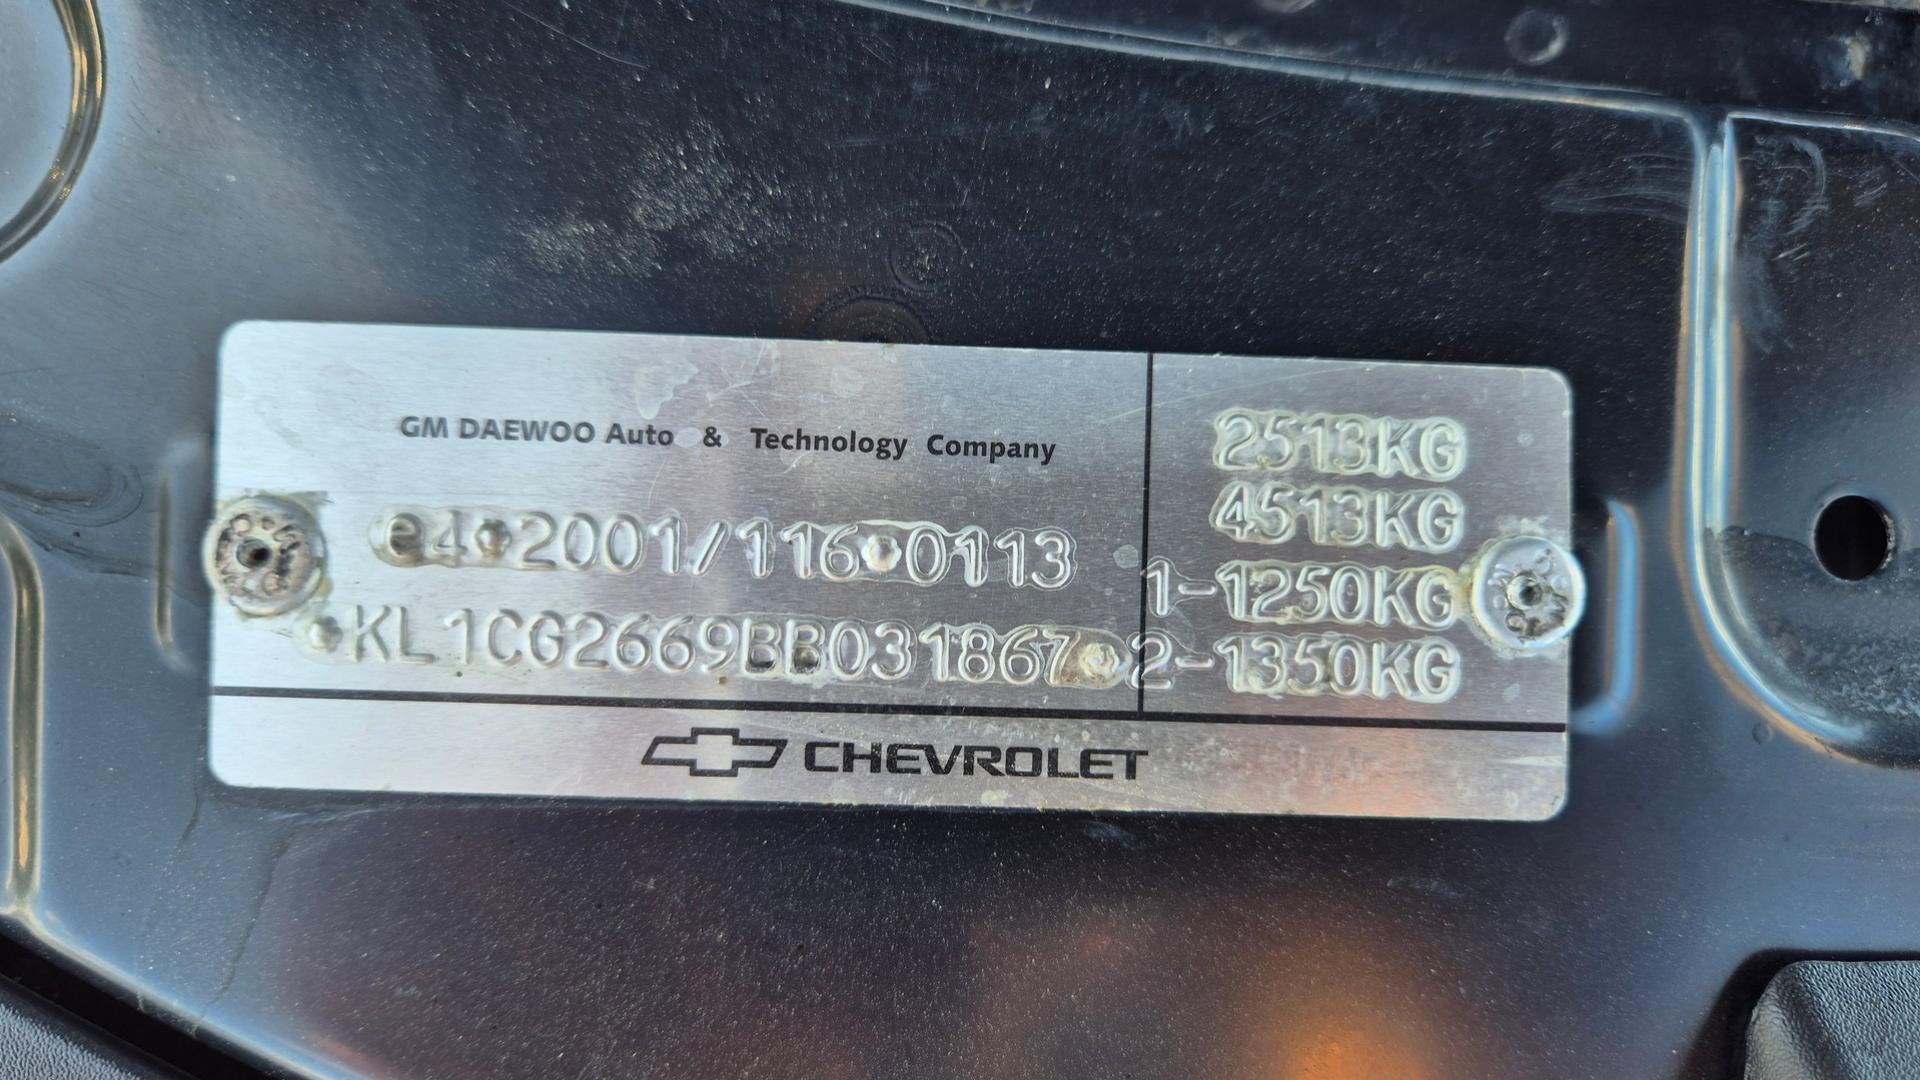 GM DAEWOO Auto & Technology Company
e4*2001/116*0113
*KL1CG2669BB031867*
2513KG
4513KG
1-1250KG
2-1350KG
CHEVROLET